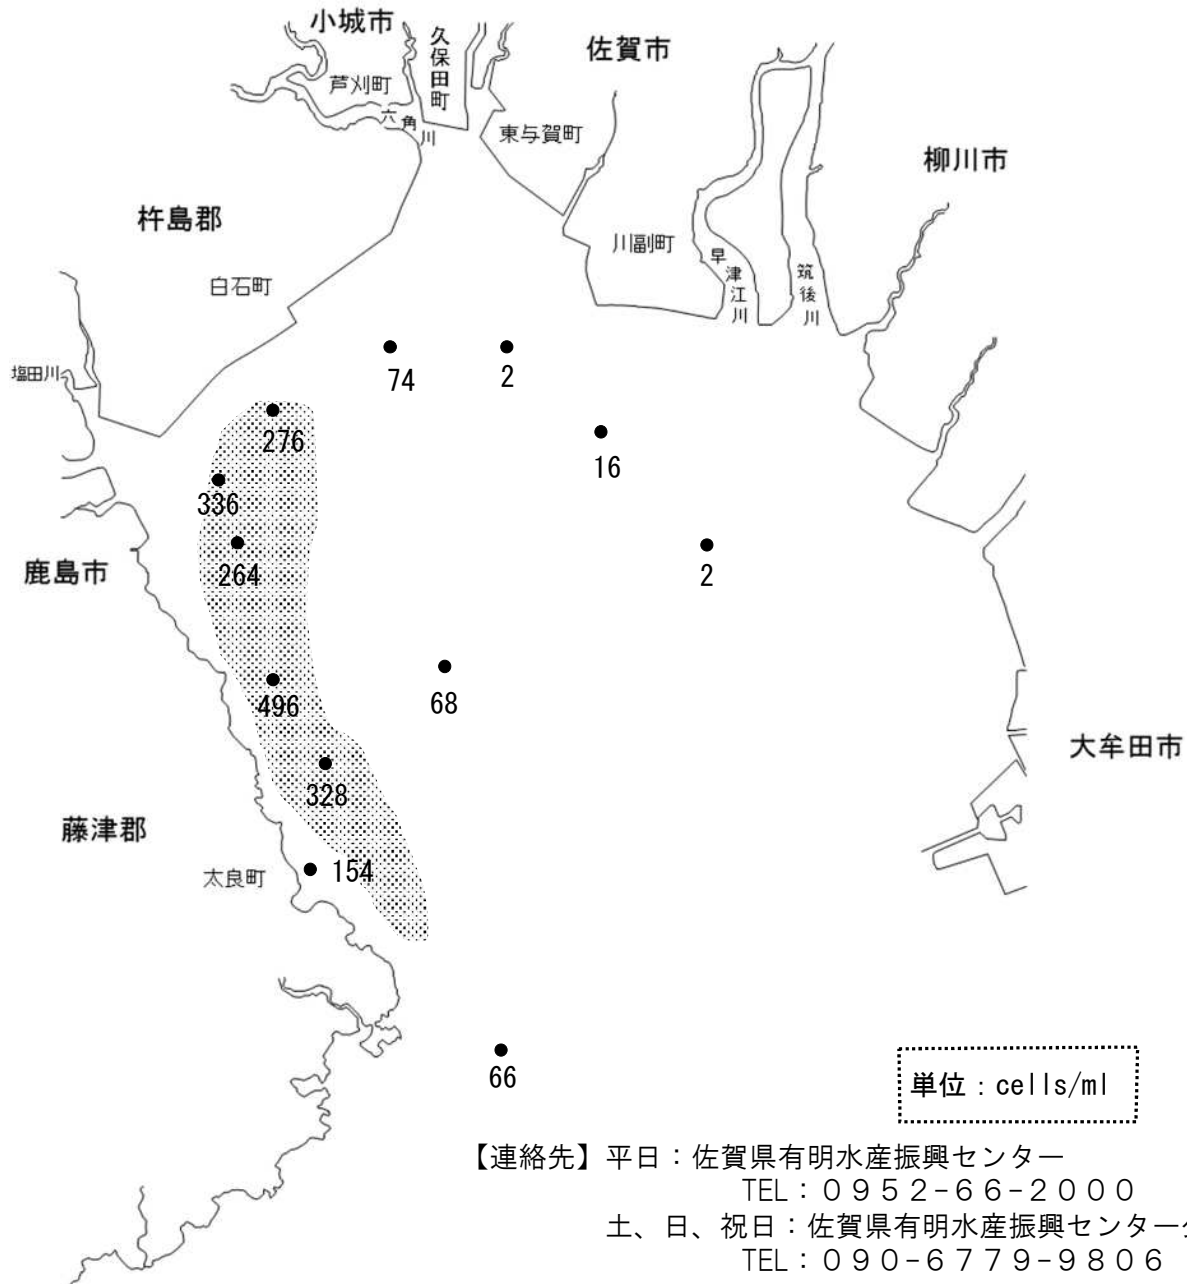 小城市
久保田町
佐賀市
芦刈町
六角川
東与賀町
柳川市
杵島郡
川副町
早津江川
筑後川
白石町
塩田川
74
2
276
16
336
鹿島市
264
2
496
68
大牟田市
328
藤津郡
太良町
154
66
単位：cells/ml
【連絡先】平日：佐賀県有明水産振興センター
TEL：０９５２-６６-２０００
土、日、祝日：佐賀県有明水産振興センター
TEL：０９０-６７７９-９８０６